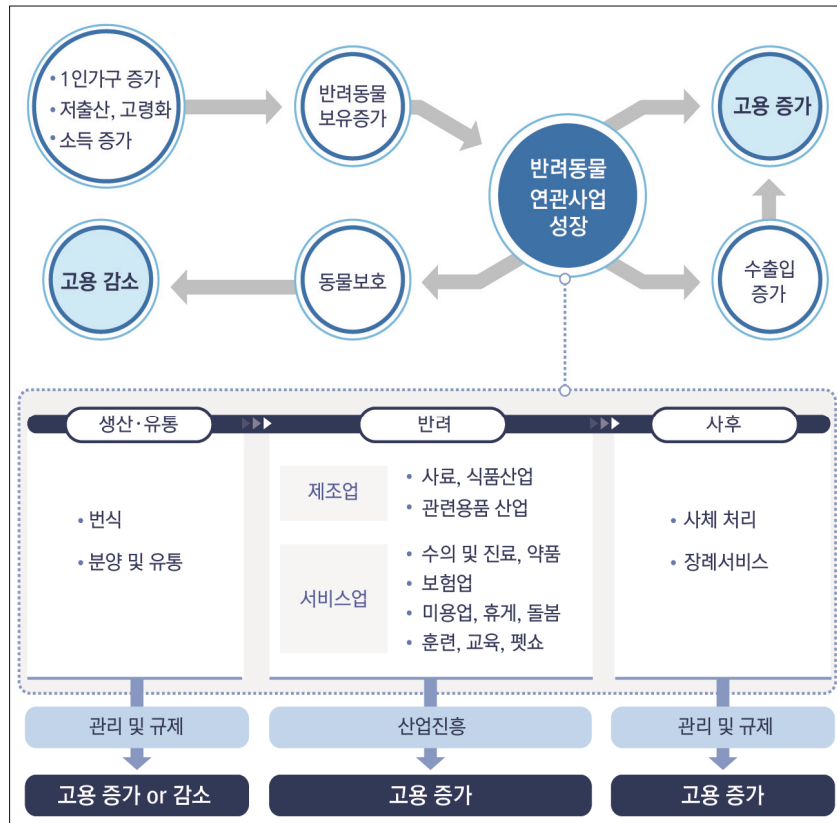 • 1인가구 증가
• 저출산, 고령화
• 소득 증가
반려동물
보유증가
반려동물
연관사업
성장
고용 증가
고용 감소
동물보호
수출입
증가
생산·유통
반려
사후
• 번식
• 분양 및 유통
제조업
• 사료, 식품산업
• 관련용품 산업
서비스업
• 수의 및 진료, 약품
• 보험업
• 미용업, 휴게, 돌봄
• 훈련, 교육, 펫쇼
• 사체 처리
• 장례서비스
관리 및 규제
산업진흥
관리 및 규제
고용 증가 or 감소
고용 증가
고용 증가